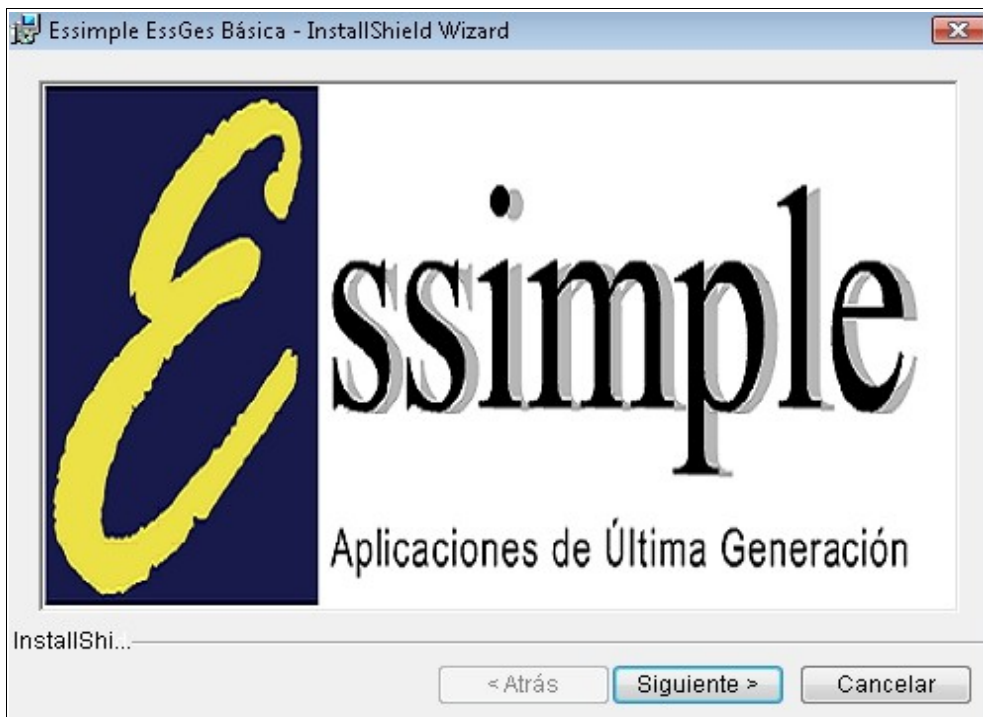 Essimple EssGes Básica - InstallShield Wizard
Essimple
Aplicaciones de Última Generación
InstallShi...
< Atrás Siguiente > Cancelar